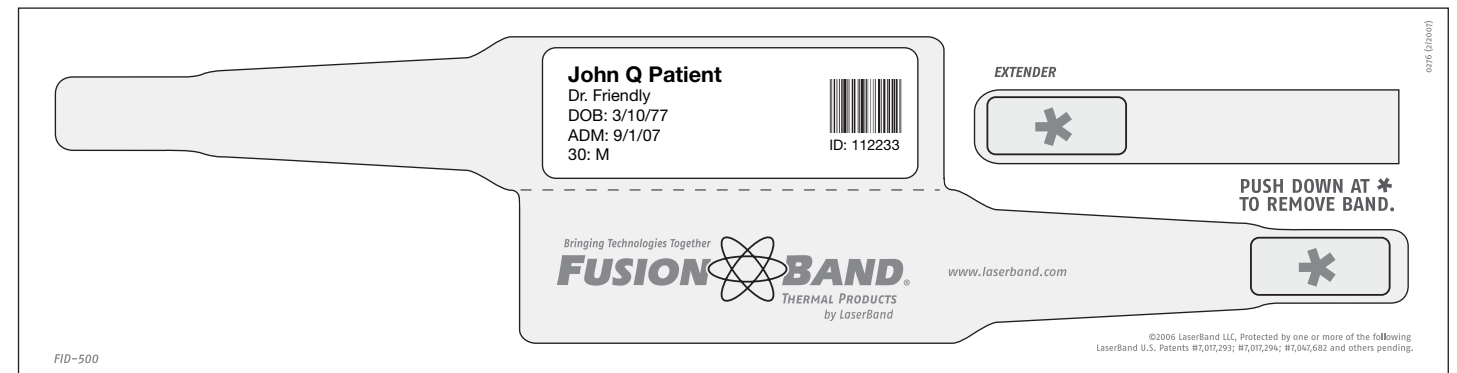 0276 (2/2007)
John Q Patient
Dr. Friendly
DOB: 3/10/77
ADM: 9/1/07
30: M
ID: 112233
EXTENDER
*
PUSH DOWN AT *
TO REMOVE BAND.
Bringing Technologies Together
FUSION BAND®
THERMAL PRODUCTS
by LaserBand
www.laserband.com
*
©2006 LaserBand LLC, Protected by one or more of the following
LaserBand U.S. Patents #7,017,293; #7,017,294; #7,047,682 and others pending.
FID-500